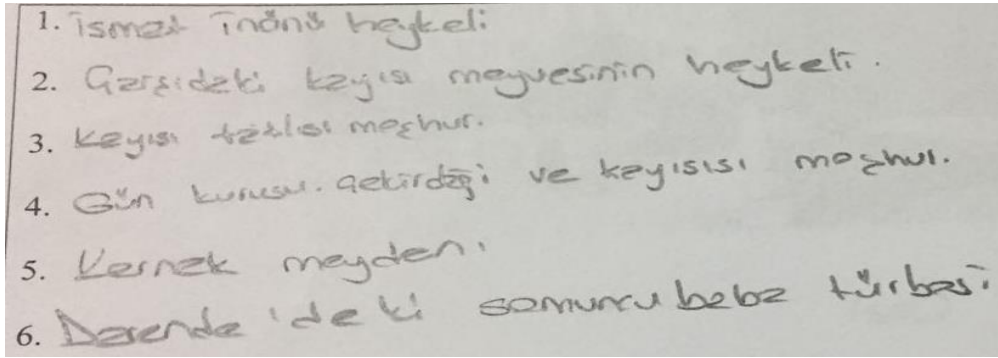 1. İsmet İnönü heykeli
2. Çarşıdaki kayısı meyvesinin heykeli.
3. Kayısı tatlısı meşhur.
4. Gün kurusu. çekirdeği ve kayısısı meşhur.
5. Kernek meydanı
6. Darende'deki somuncu baba türbesi